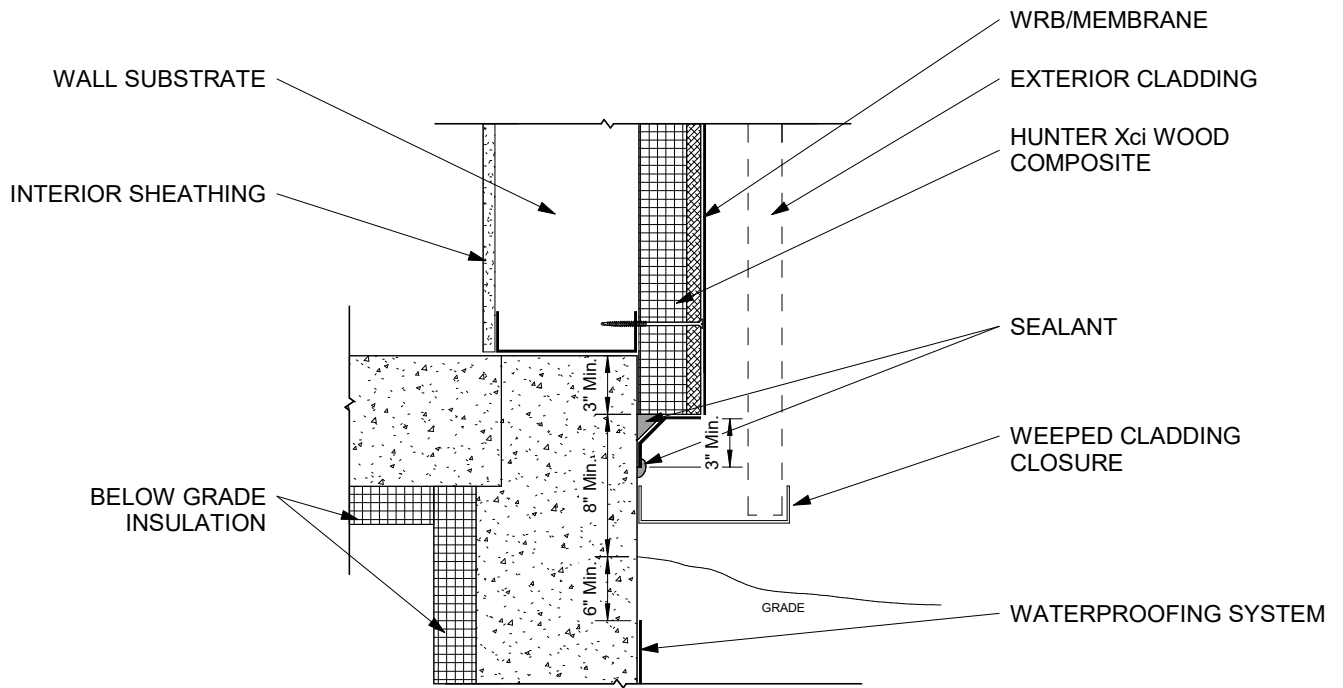 WRB/MEMBRANE
WALL SUBSTRATE
EXTERIOR CLADDING
HUNTER Xci WOOD
COMPOSITE
INTERIOR SHEATHING
SEALANT
3" Min.
3" Min.
WEEPED CLADDING
CLOSURE
8" Min.
BELOW GRADE
INSULATION
6" Min.
GRADE
WATERPROOFING SYSTEM